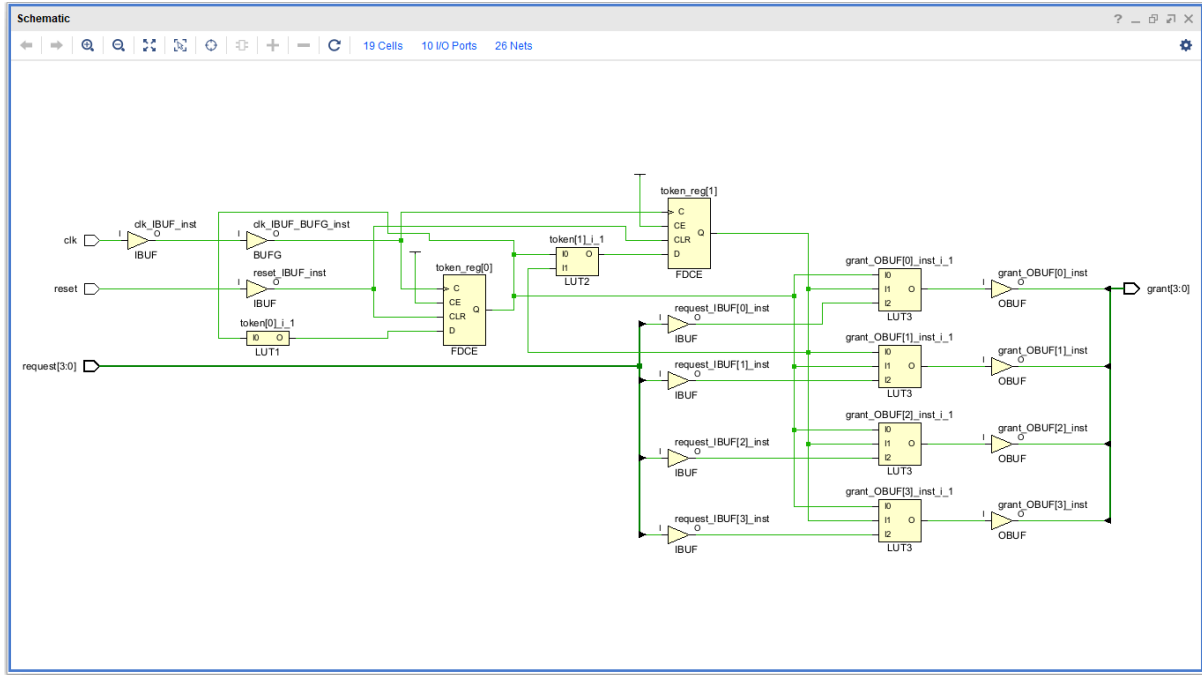 Schematic
19 Cells 10 I/O Ports 26 Nets
token_reg[1]
C
CE Q
CLR
D
FDCE
clk
clk_IBUF_inst
I O
IBUF
clk_IBUF_BUFG_inst
I O
BUFG
token[1]_i_1
I0 O
I1
LUT2
reset
reset_IBUF_inst
I O
IBUF
token_reg[0]
C
CE Q
CLR
D
FDCE
token[0]_i_1
I0 O
LUT1
request[3:0]
request_IBUF[0]_inst
I O
IBUF
request_IBUF[1]_inst
I O
IBUF
request_IBUF[2]_inst
I O
IBUF
request_IBUF[3]_inst
I O
IBUF
grant_OBUF[0]_inst_i_1
I0
I1 O
I2
LUT3
grant_OBUF[0]_inst
I O
OBUF
grant[3:0]
grant_OBUF[1]_inst_i_1
I0
I1 O
I2
LUT3
grant_OBUF[1]_inst
I O
OBUF
grant_OBUF[2]_inst_i_1
I0
I1 O
I2
LUT3
grant_OBUF[2]_inst
I O
OBUF
grant_OBUF[3]_inst_i_1
I0
I1 O
I2
LUT3
grant_OBUF[3]_inst
I O
OBUF